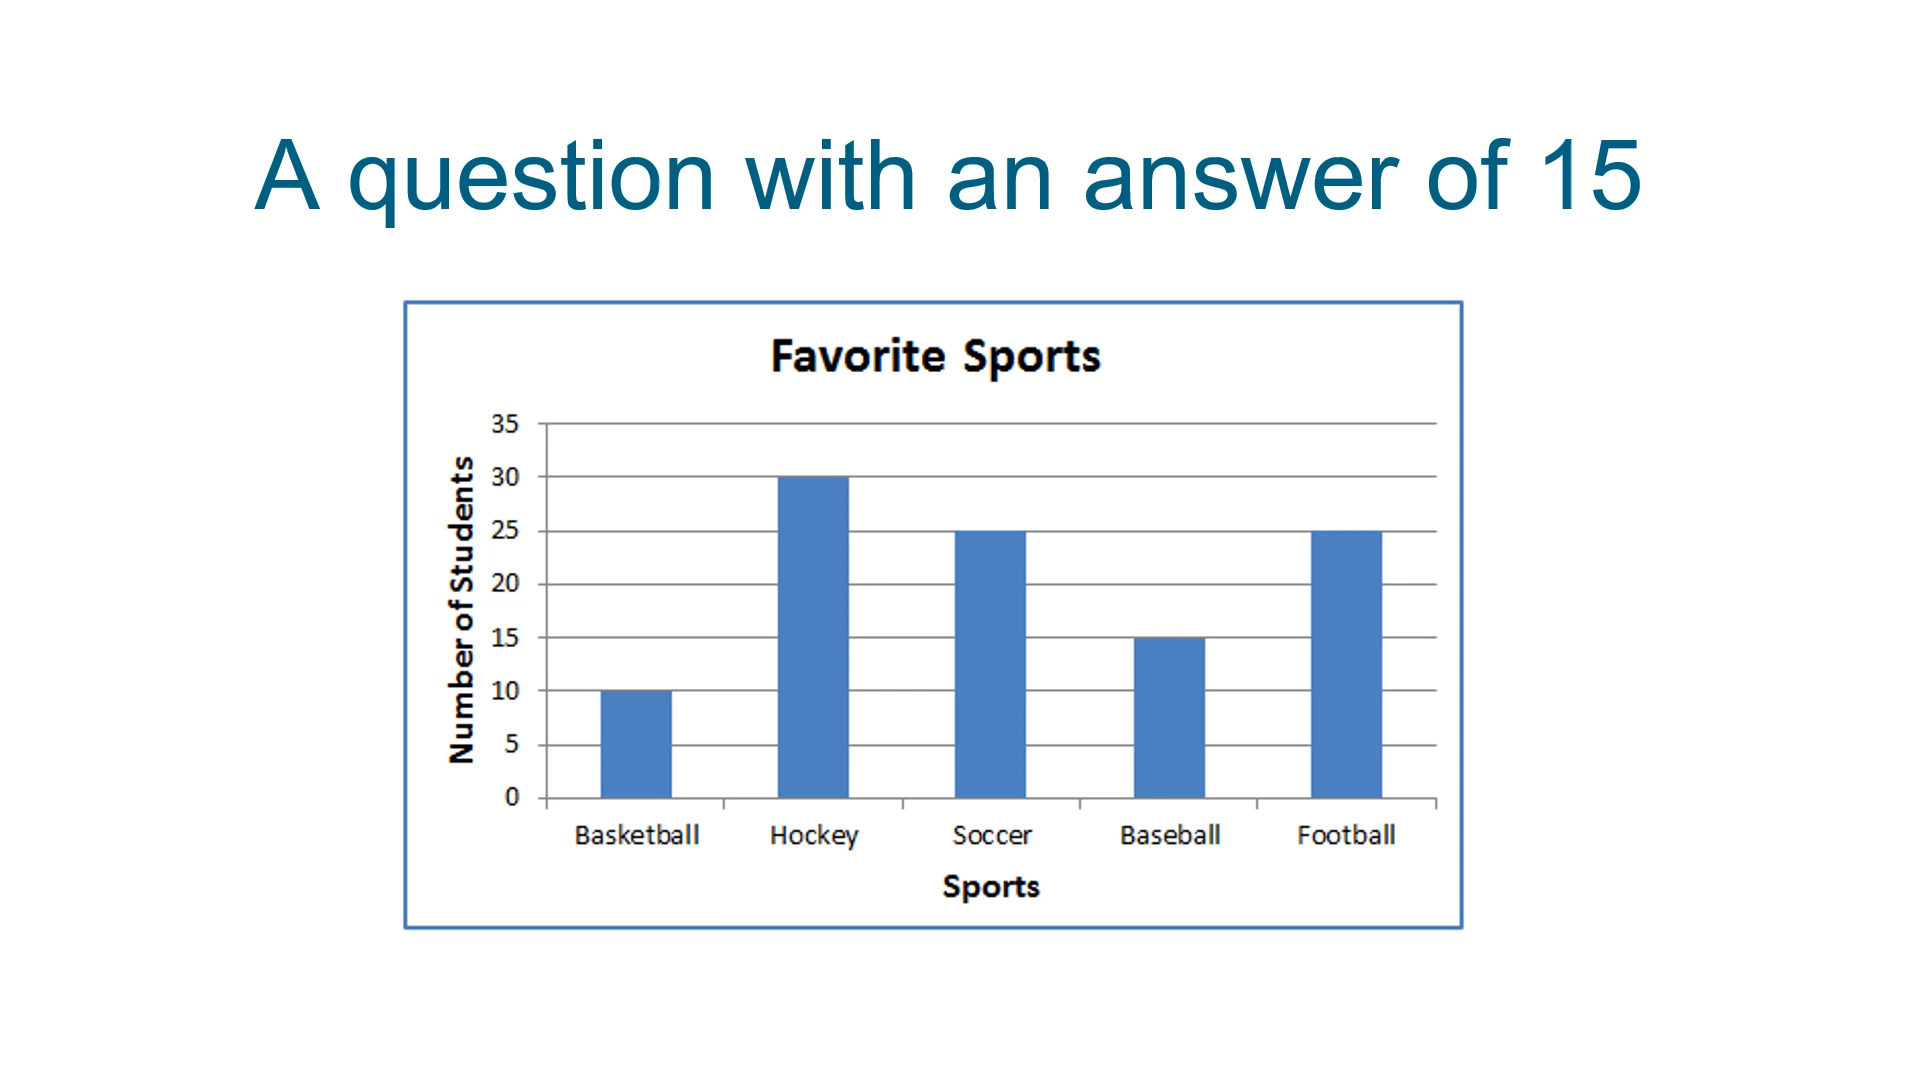 A question with an answer of 15
Favorite Sports
Number of Students
35
30
25
20
15
10
5
0
Basketball Hockey Soccer Baseball Football
Sports